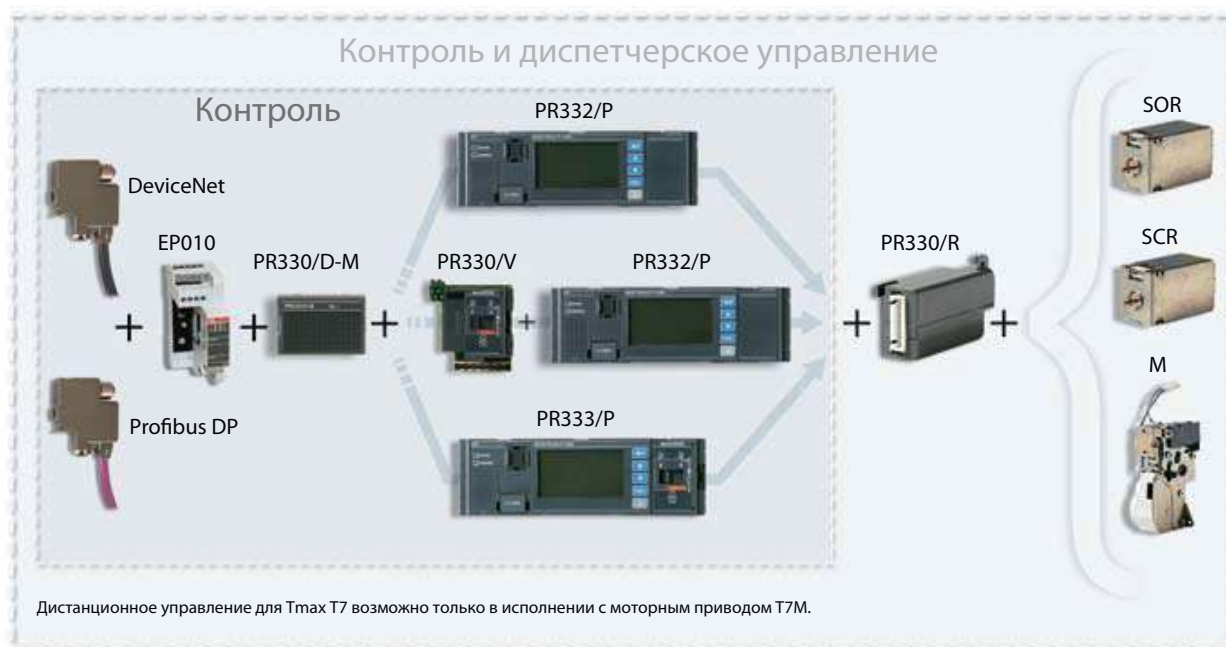 Контроль и диспетчерское управление
Контроль
PR332/P
SOR
DeviceNet
EP010
PR330/D-M
PR330/V
PR332/P
PR330/R
SCR
M
PR333/P
Profibus DP
Дистанционное управление для Tmax T7 возможно только в исполнении с моторным приводом T7M.